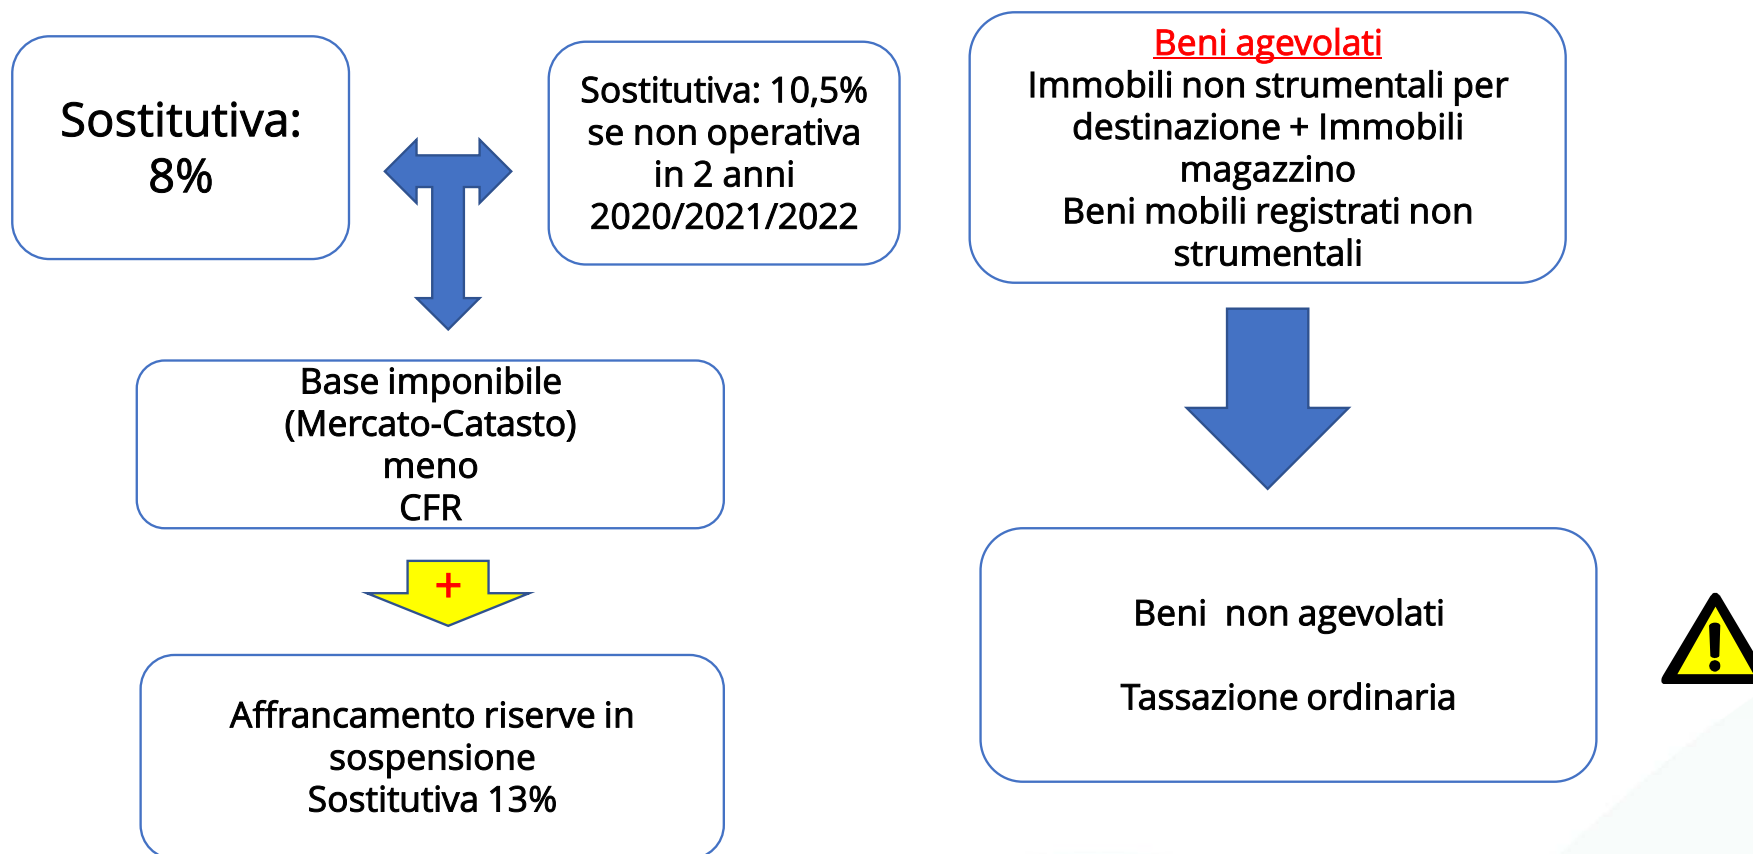 Sostitutiva:
8%
Sostitutiva: 10,5%
se non operativa
in 2 anni
2020/2021/2022
Base imponibile
(Mercato-Catasto)
meno
CFR
+
Affrancamento riserve in
sospensione
Sostitutiva 13%
Beni agevolati
Immobili non strumentali per
destinazione + Immobili
magazzino
Beni mobili registrati non
strumentali
Beni  non agevolati
Tassazione ordinaria
!